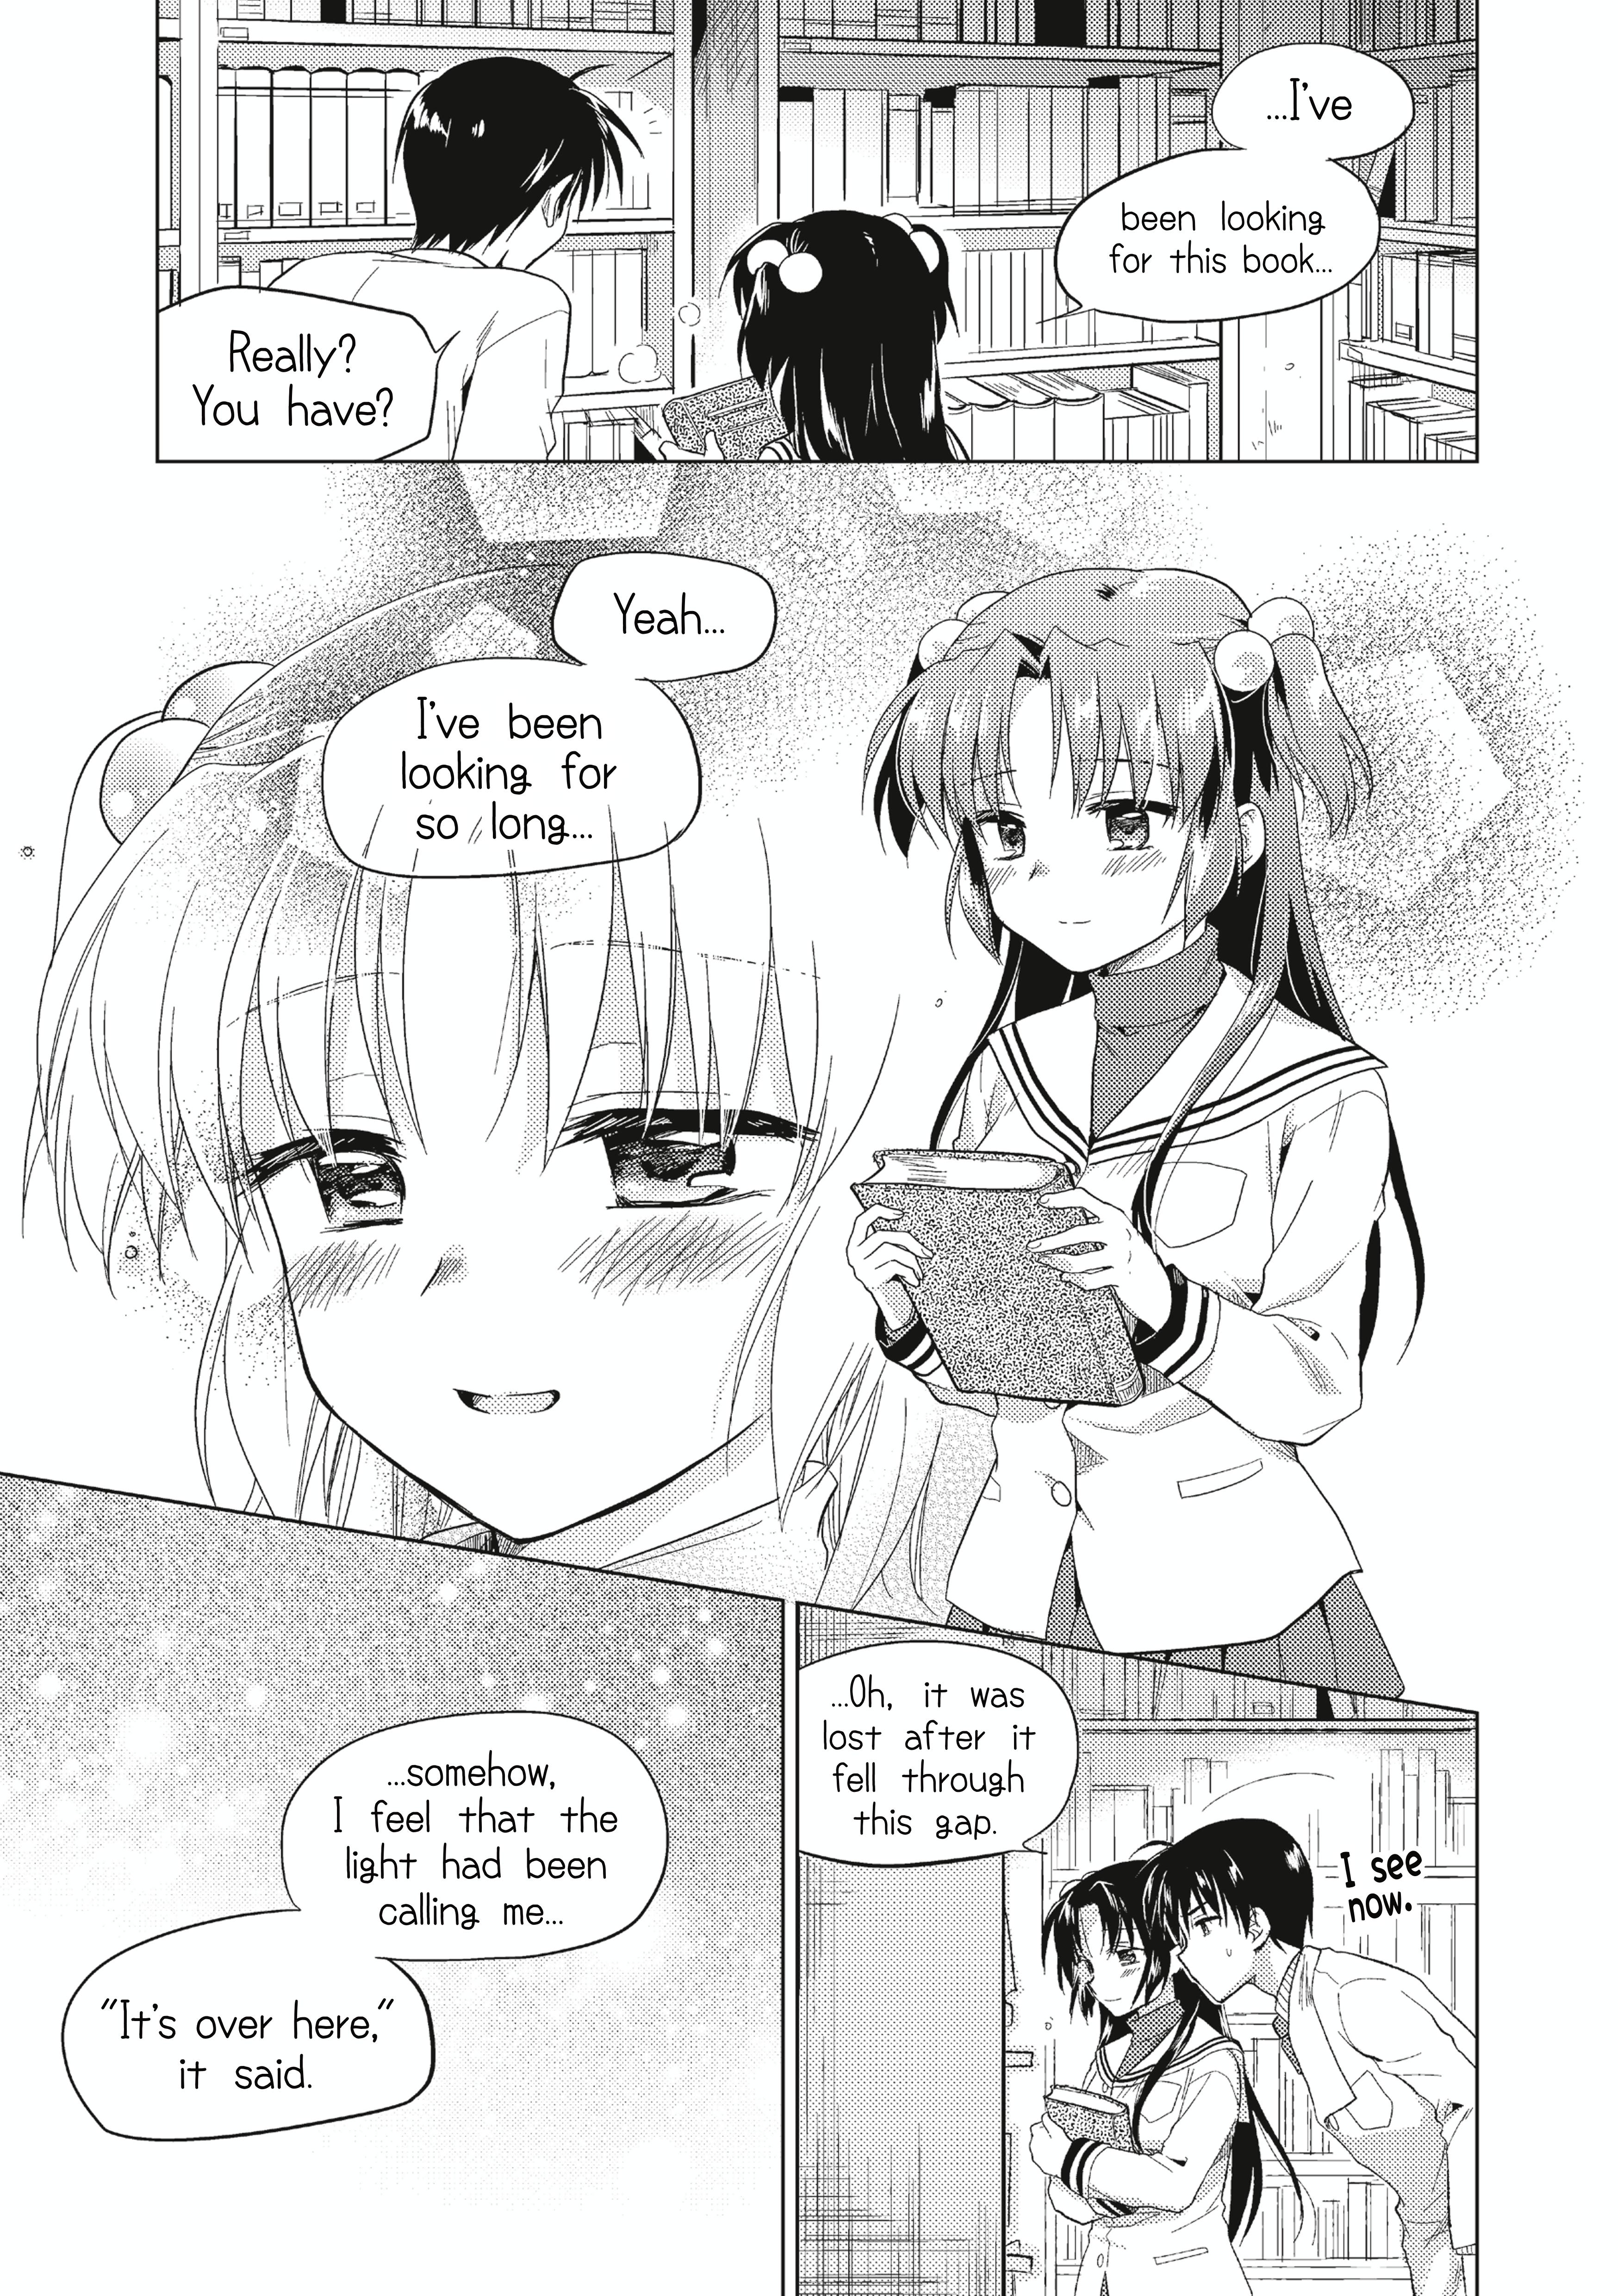 ...I've
been looking
for this book...
Really?
You have?
Yeah...
I've been
looking for
so long...
...Oh, it was
lost after it
fell through
this gap.
I see
now.
...somehow,
I feel that the
light had been
calling me...
"It's over here,"
it said.